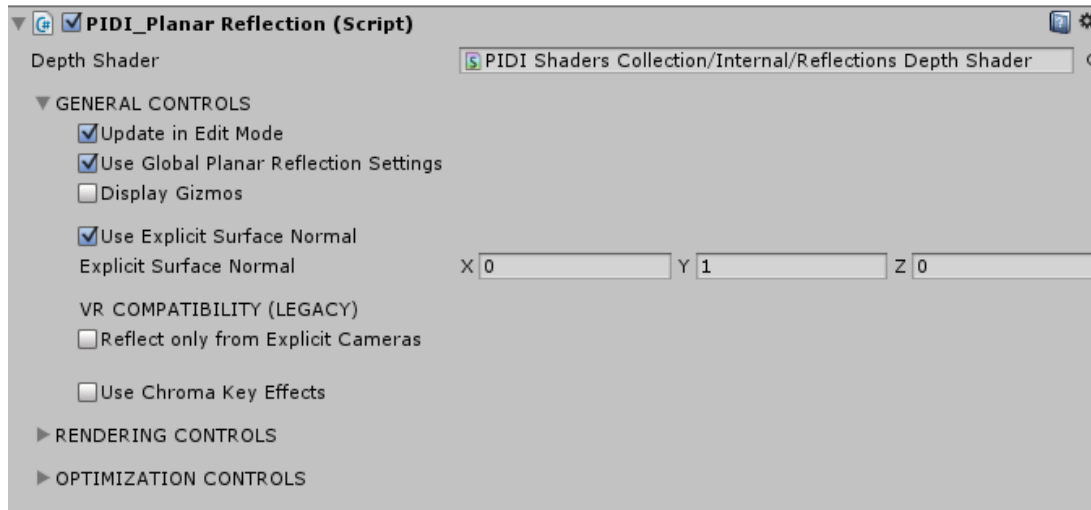 PIDI_Planar Reflection (Script)
Depth Shader PIDI Shaders Collection/Internal/Reflections Depth Shader
GENERAL CONTROLS
Update in Edit Mode
Use Global Planar Reflection Settings
Display Gizmos
Use Explicit Surface Normal
Explicit Surface Normal X 0 Y 1 Z 0
VR COMPATIBILITY (LEGACY)
Reflect only from Explicit Cameras
Use Chroma Key Effects
RENDERING CONTROLS
OPTIMIZATION CONTROLS